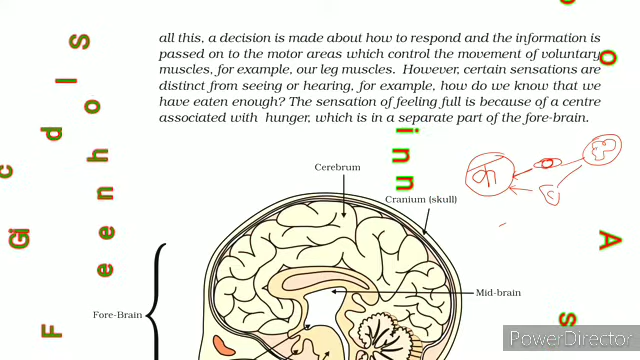 all this, a decision is made about how to respond and the information is
passed on to the motor areas which control the movement of voluntary
muscles, for example, our leg muscles.  However, certain sensations are
distinct from seeing or hearing, for example, how do we know that we
have eaten enough? The sensation of feeling full is because of a centre
associated with  hunger, which is in a separate part of the fore-brain.
Cerebrum
Cranium (skull)
Mid-brain
Fore-Brain
PowerDirector